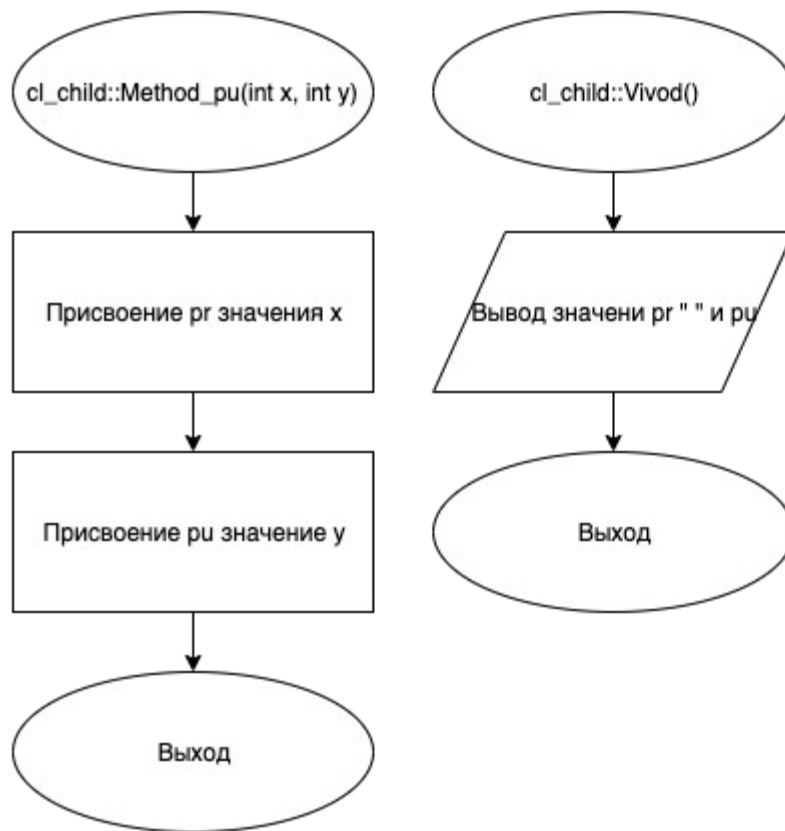 cl_child::Method_pu(int x, int y)
Присвоение pr значения x
Присвоение pu значение y
Выход
cl_child::Vivod()
Вывод значени pr " " и pu
Выход